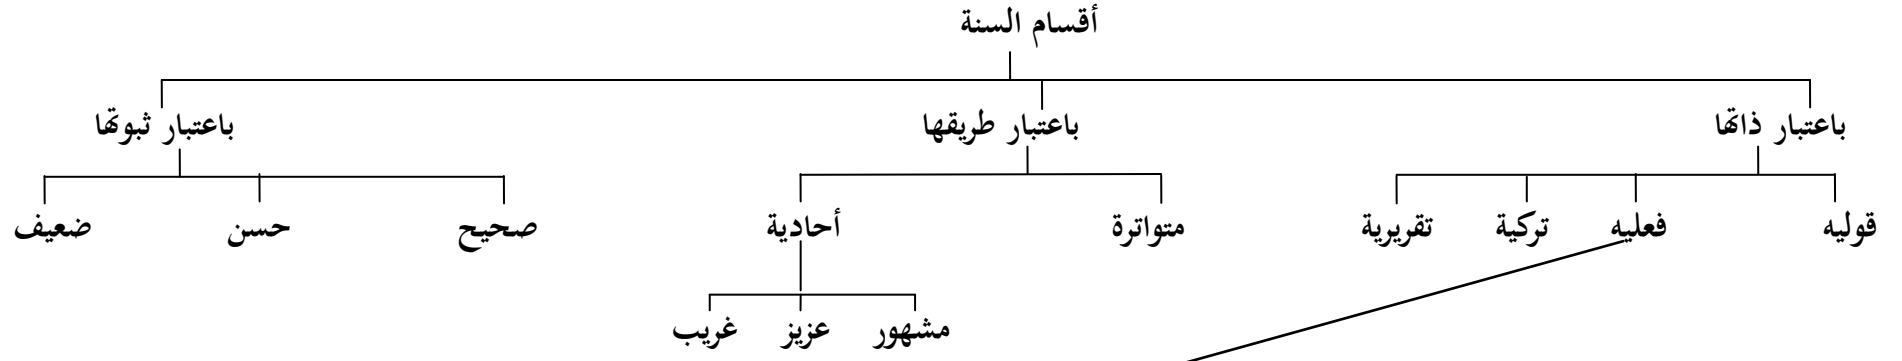 أقسام السنة
باعتبار ذاتها باعتبار طريقها باعتبار ثبوتها
قوليه فعليه تركية تقريرية متواترة أحادية صحيح حسن ضعيف
مشهور عزيز غريب